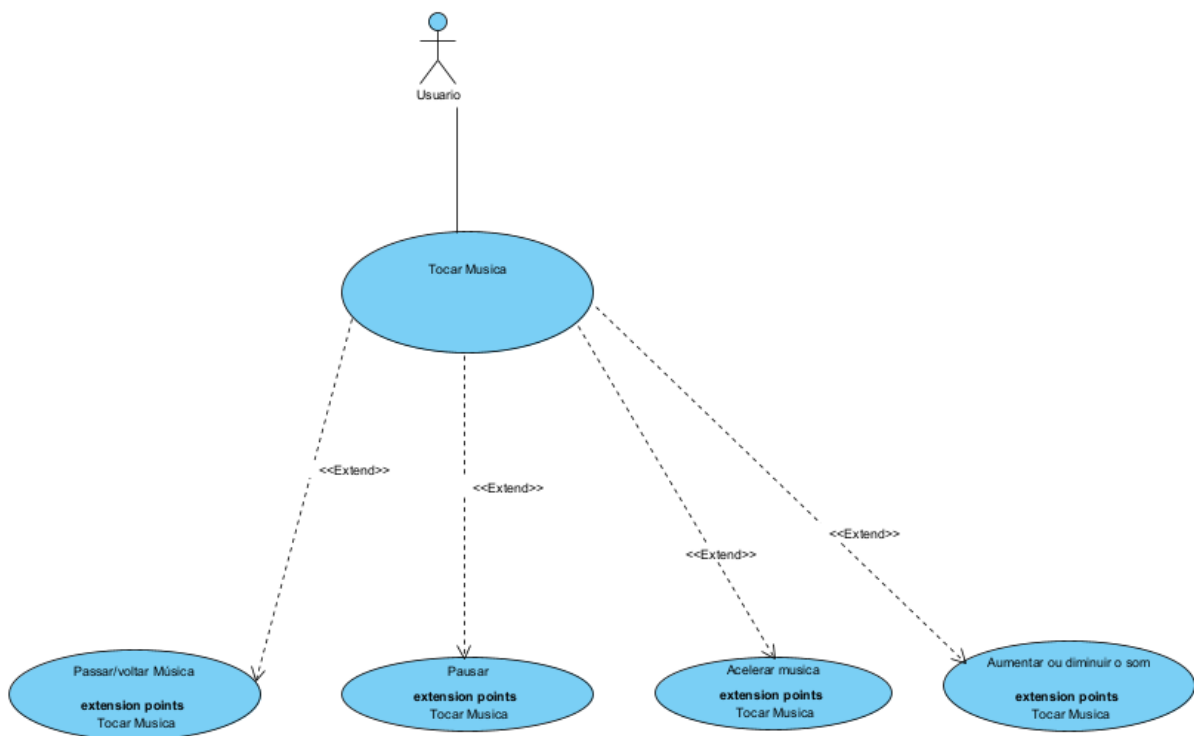 Usuario
Tocar Musica
<<Extend>>
<<Extend>>
<<Extend>>
<<Extend>>
Passar/voltar Música
extension points
Tocar Musica
Pausar
extension points
Tocar Musica
Acelerar musica
extension points
Tocar Musica
Aumentar ou diminuir o som
extension points
Tocar Musica